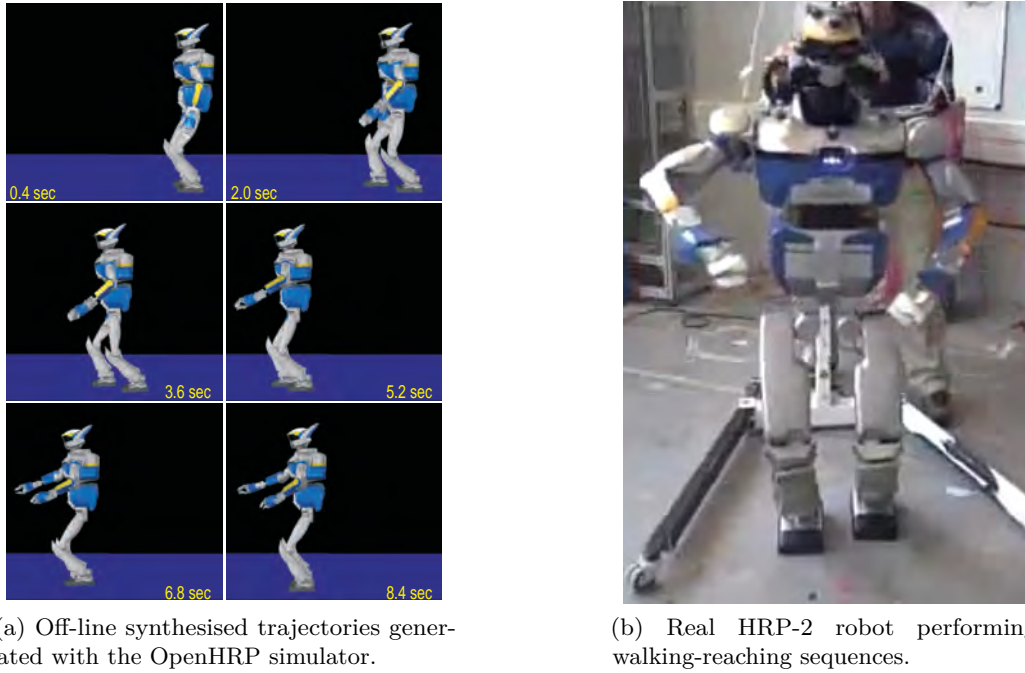 0.4 sec
2.0 sec
3.6 sec
5.2 sec
6.8 sec
8.4 sec
(a) Off-line synthesised trajectories gener-
ated with the OpenHRP simulator.
(b) Real HRP-2 robot performing
walking-reaching sequences.